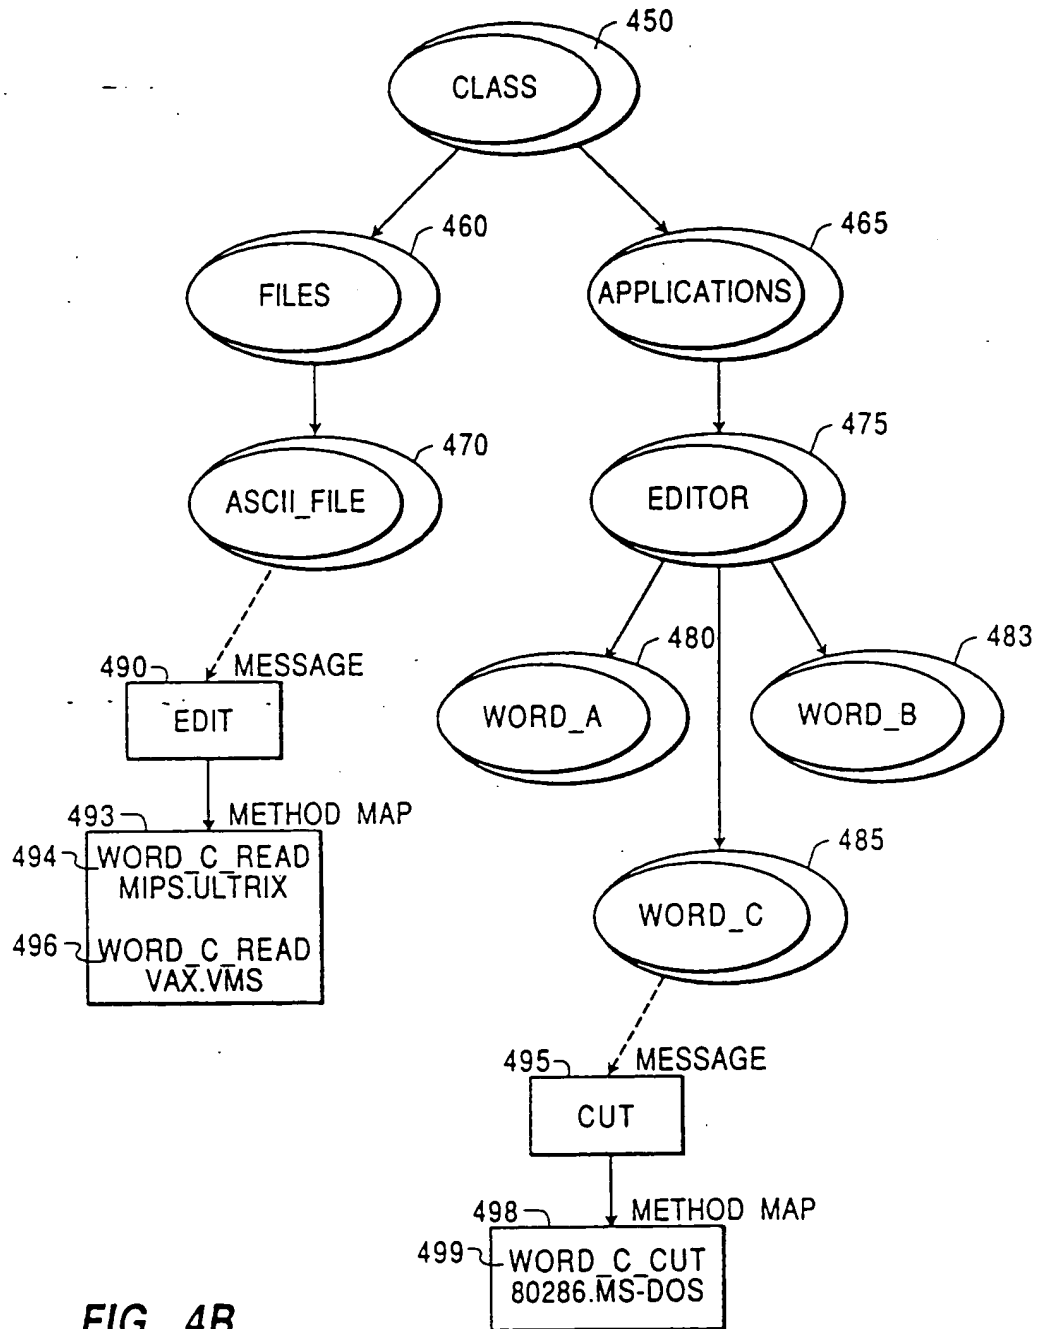 450
CLASS
460
465
FILES
APPLICATIONS
470
475
ASCII_FILE
EDITOR
490
MESSAGE
480
483
EDIT
WORD_A
WORD_B
493
METHOD MAP
494
WORD_C_READ
MIPS.ULTRIX
485
496
WORD_C_READ
VAX.VMS
WORD_C
495
MESSAGE
CUT
498
METHOD MAP
499
WORD_C_CUT
80286.MS-DOS
FIG. 4B